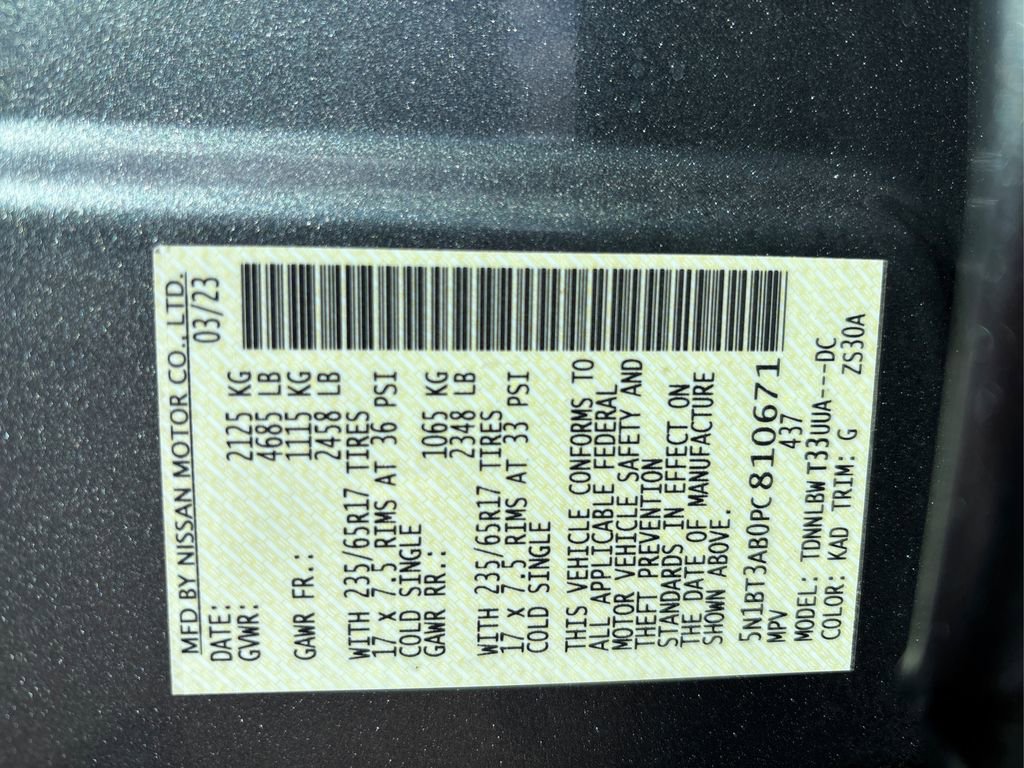 MFD BY NISSAN MOTOR CO., LTD.
DATE: 03/23
GVWR: 2125 KG
4685 LB
GAWR FR.: 1115 KG
2458 LB
WITH 235/65R17 TIRES
17 X 7.5 RIMS AT 36 PSI
COLD SINGLE
GAWR RR.: 1065 KG
2348 LB
WITH 235/65R17 TIRES
17 X 7.5 RIMS AT 33 PSI
COLD SINGLE
THIS VEHICLE CONFORMS TO
ALL APPLICABLE FEDERAL
MOTOR VEHICLE SAFETY AND
THEFT PREVENTION
STANDARDS IN EFFECT ON
THE DATE OF MANUFACTURE
SHOWN ABOVE.
5N1BT3AB0PC810671
MPV 437
MODEL: TDNNLBW T33UUA---DC
COLOR: KAD TRIM: G ZS30A